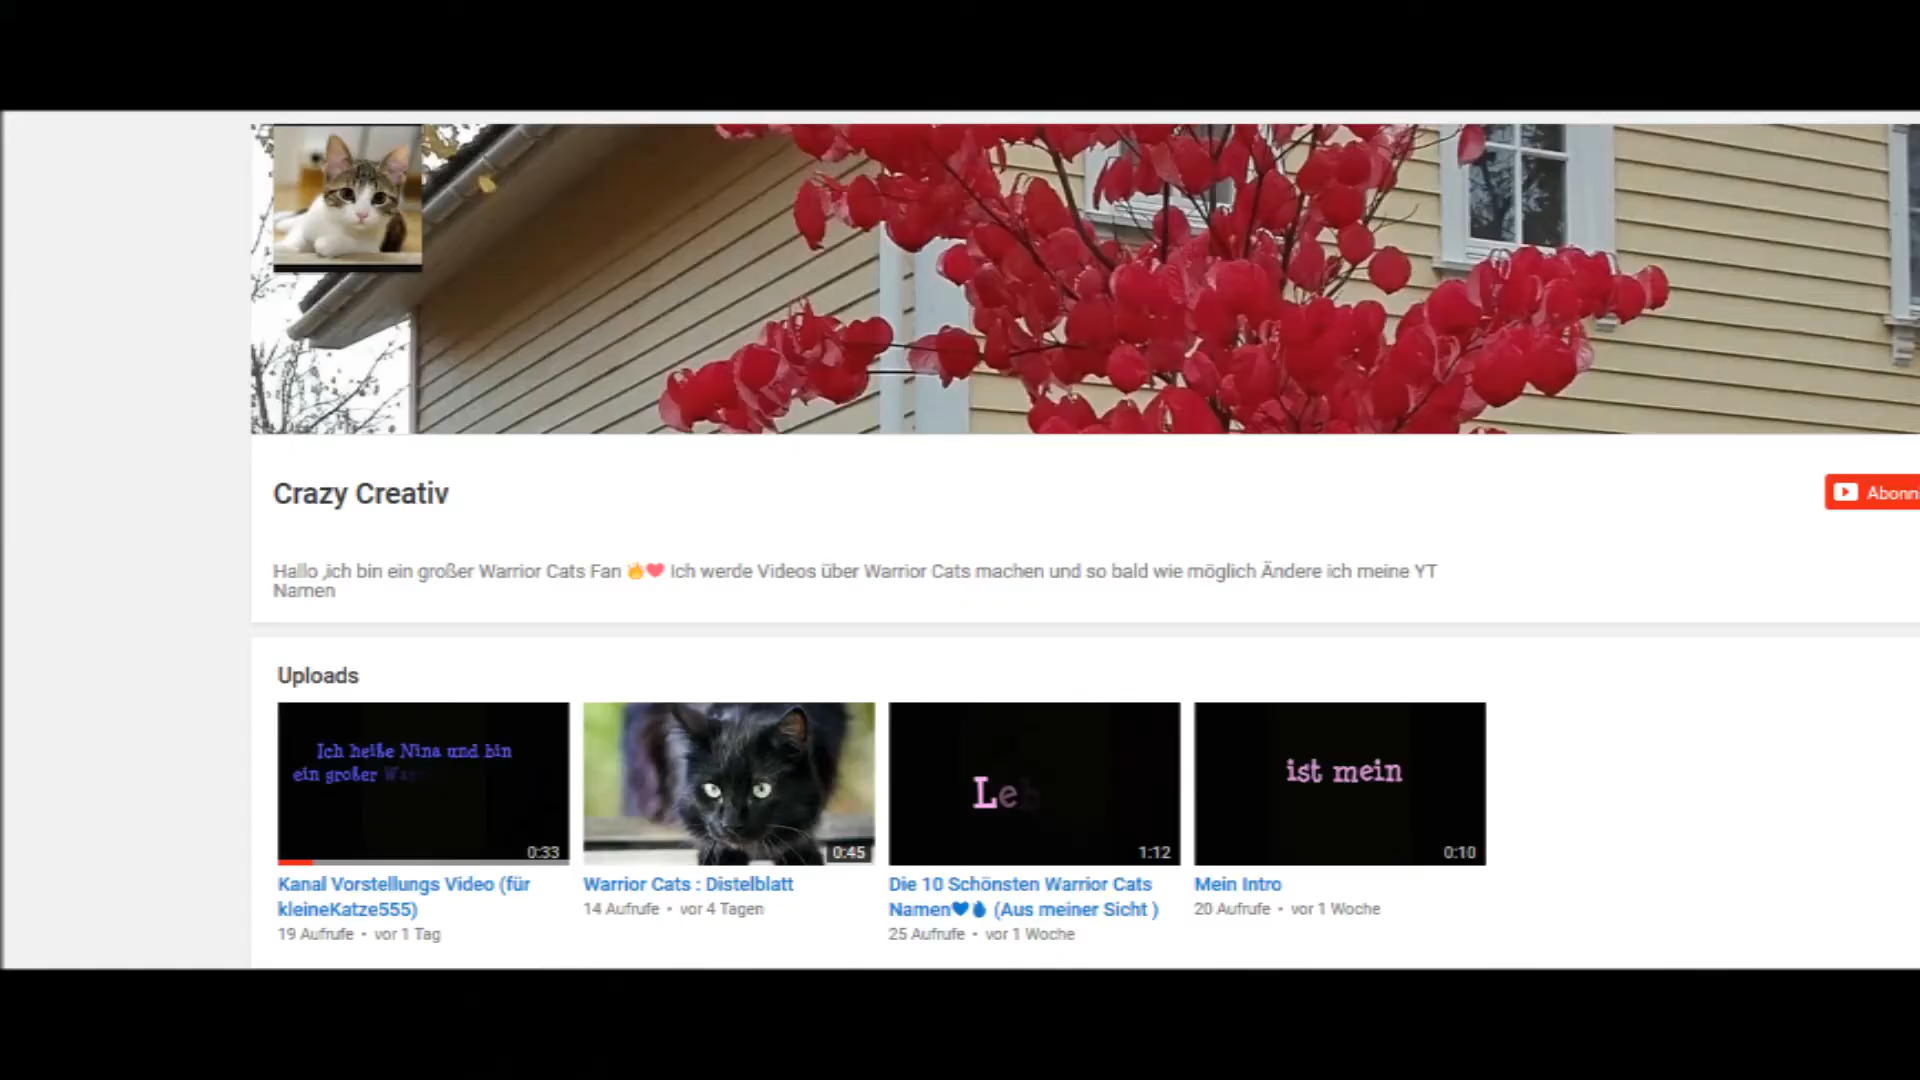 Crazy Creativ
Abonn
Hallo ,ich bin ein großer Warrior Cats Fan 🔥❤ Ich werde Videos über Warrior Cats machen und so bald wie möglich Ändere ich meine YT
Namen
Uploads
Ich heiße Nina und bin
ein großer
0:33
0:45
Le
1:12
ist mein
0:10
Kanal Vorstellungs Video (für
kleineKatze555)
19 Aufrufe • vor 1 Tag
Warrior Cats : Distelblatt
14 Aufrufe • vor 4 Tagen
Die 10 Schönsten Warrior Cats
Namen💙💧 (Aus meiner Sicht )
25 Aufrufe • vor 1 Woche
Mein Intro
20 Aufrufe • vor 1 Woche